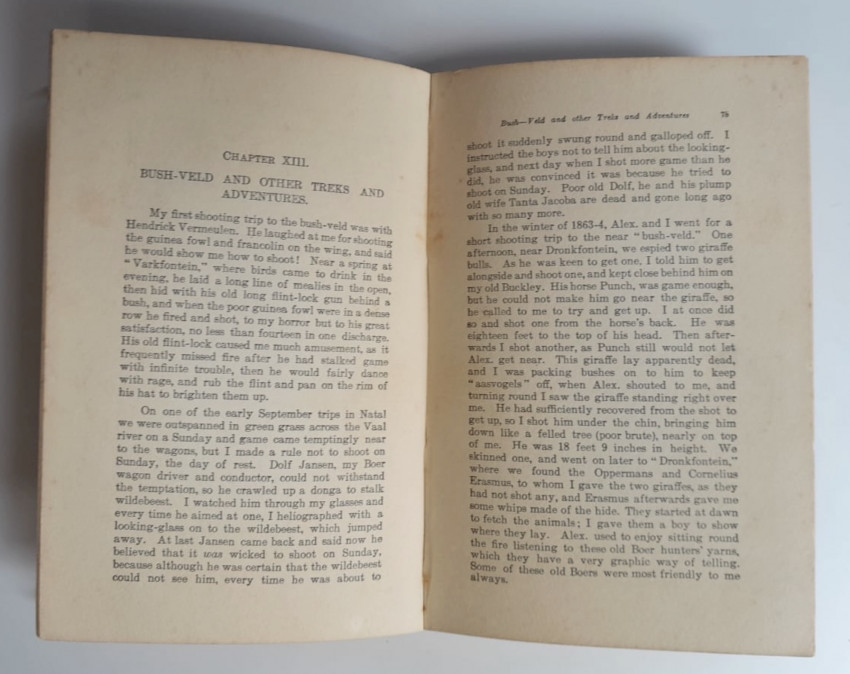 CHAPTER XIII.
BUSH-VELD AND OTHER TREKS AND
ADVENTURES.
My first shooting trip to the bush-veld was with
Hendrick Vermeulen. He laughed at me for shooting
the guinea fowl and francolin on the wing, and said
he would show me how to shoot! Near a spring at
"Varkfontein," where birds came to drink in the
evening, he laid a long line of mealies in the open,
then hid with his old long flint-lock gun behind a
bush, and when the poor guinea fowl were in a dense
row he fired and shot, to my horror but to his great
satisfaction, no less than fourteen in one discharge.
His old flint-lock caused me much amusement, as it
frequently missed fire after he had stalked game
with infinite trouble, then he would fairly dance
with rage, and rub the flint and pan on the rim of
his hat to brighten them up.
On one of the early September trips in Natal
we were outspanned in green grass across the Vaal
river on a Sunday and game came temptingly near
to the wagons, but I made a rule not to shoot on
Sunday, the day of rest. Dolf Jansen, my Boer
wagon driver and conductor, could not withstand
the temptation, so he crawled up a donga to stalk
wildebeest. I watched him through my glasses and
every time he aimed at one, I heliographed with a
looking-glass on to the wildebeest, which jumped
away. At last Jansen came back and said now he
believed that it was wicked to shoot on Sunday,
because although he was certain that the wildebeest
could not see him, every time he was about to
Bush—Veld and other Treks and Adventures 75
shoot it suddenly swung round and galloped off. I
instructed the boys not to tell him about the looking-
glass, and next day when I shot more game than he
did, he was convinced it was because he tried to
shoot on Sunday. Poor old Dolf, he and his plump
old wife Tanta Jacoba are dead and gone long ago
with so many more.
In the winter of 1863-4, Alex. and I went for a
short shooting trip to the near "bush-veld." One
afternoon, near Dronkfontein, we espied two giraffe
bulls. As he was keen to get one, I told him to get
alongside and shoot one, and kept close behind him on
my old Buckley. His horse Punch, was game enough,
but he could not make him go near the giraffe, so
he called to me to try and get up. I at once did
so and shot one from the horse's back. He was
eighteen feet to the top of his head. Then after-
wards I shot another, as Punch still would not let
Alex. get near. This giraffe lay apparently dead,
and I was packing bushes on to him to keep
"aasvogels" off, when Alex. shouted to me, and
turning round I saw the giraffe standing right over
me. He had sufficiently recovered from the shot to
get up, so I shot him under the chin, bringing him
down like a felled tree (poor brute), nearly on top
of me. He was 18 feet 9 inches in height. We
skinned one, and went on later to "Dronkfontein,"
where we found the Oppermans and Cornelius
Erasmus, to whom I gave the two giraffes, as they
had not shot any, and Erasmus afterwards gave me
some whips made of the hide. They started at dawn
to fetch the animals; I gave them a boy to show
where they lay. Alex. used to enjoy sitting round
the fire listening to these old Boer hunters' yarns,
which they have a very graphic way of telling.
Some of these old Boers were most friendly to me
always.